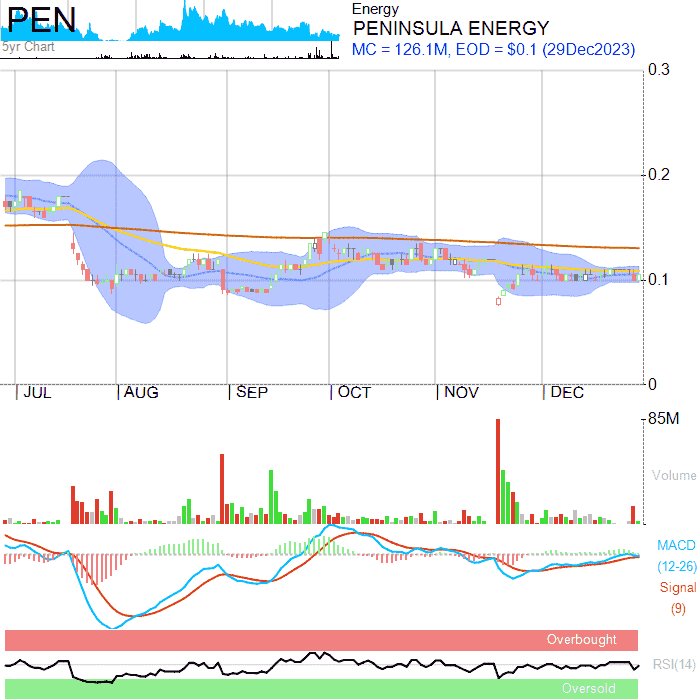 PEN
5yr Chart
Energy
PENINSULA ENERGY
MC = 126.1M, EOD = $0.1 (29Dec2023)
0.3
0.2
0.1
0
JUL AUG SEP OCT NOV DEC
85M
Volume
MACD
(12-26)
Signal
(9)
Overbought
RSI(14)
Oversold